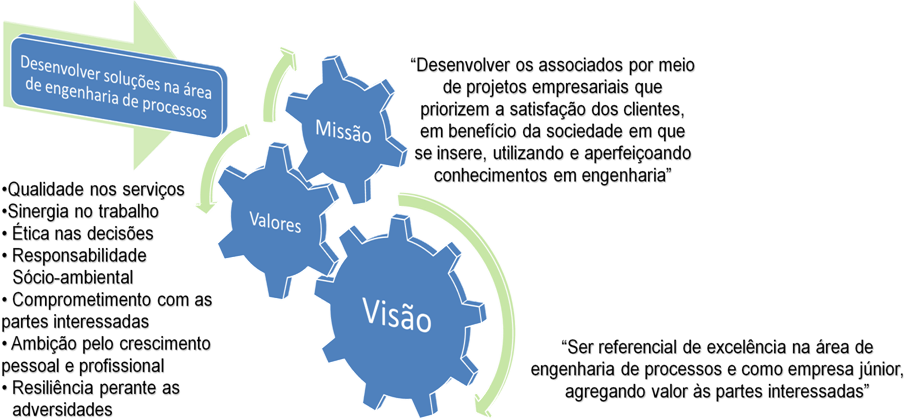 Desenvolver soluções na área
de engenharia de processos
Missão
“Desenvolver os associados por meio
de projetos empresariais que
priorizem a satisfação dos clientes,
em benefício da sociedade em que
se insere, utilizando e aperfeiçoando
conhecimentos em engenharia”
Valores
•Qualidade nos serviços
•Sinergia no trabalho
• Ética nas decisões
• Responsabilidade
Sócio-ambiental
• Comprometimento com as
partes interessadas
• Ambição pelo crescimento
pessoal e profissional
• Resiliência perante as
adversidades
Visão
“Ser referencial de excelência na área de
engenharia de processos e como empresa júnior,
agregando valor às partes interessadas”